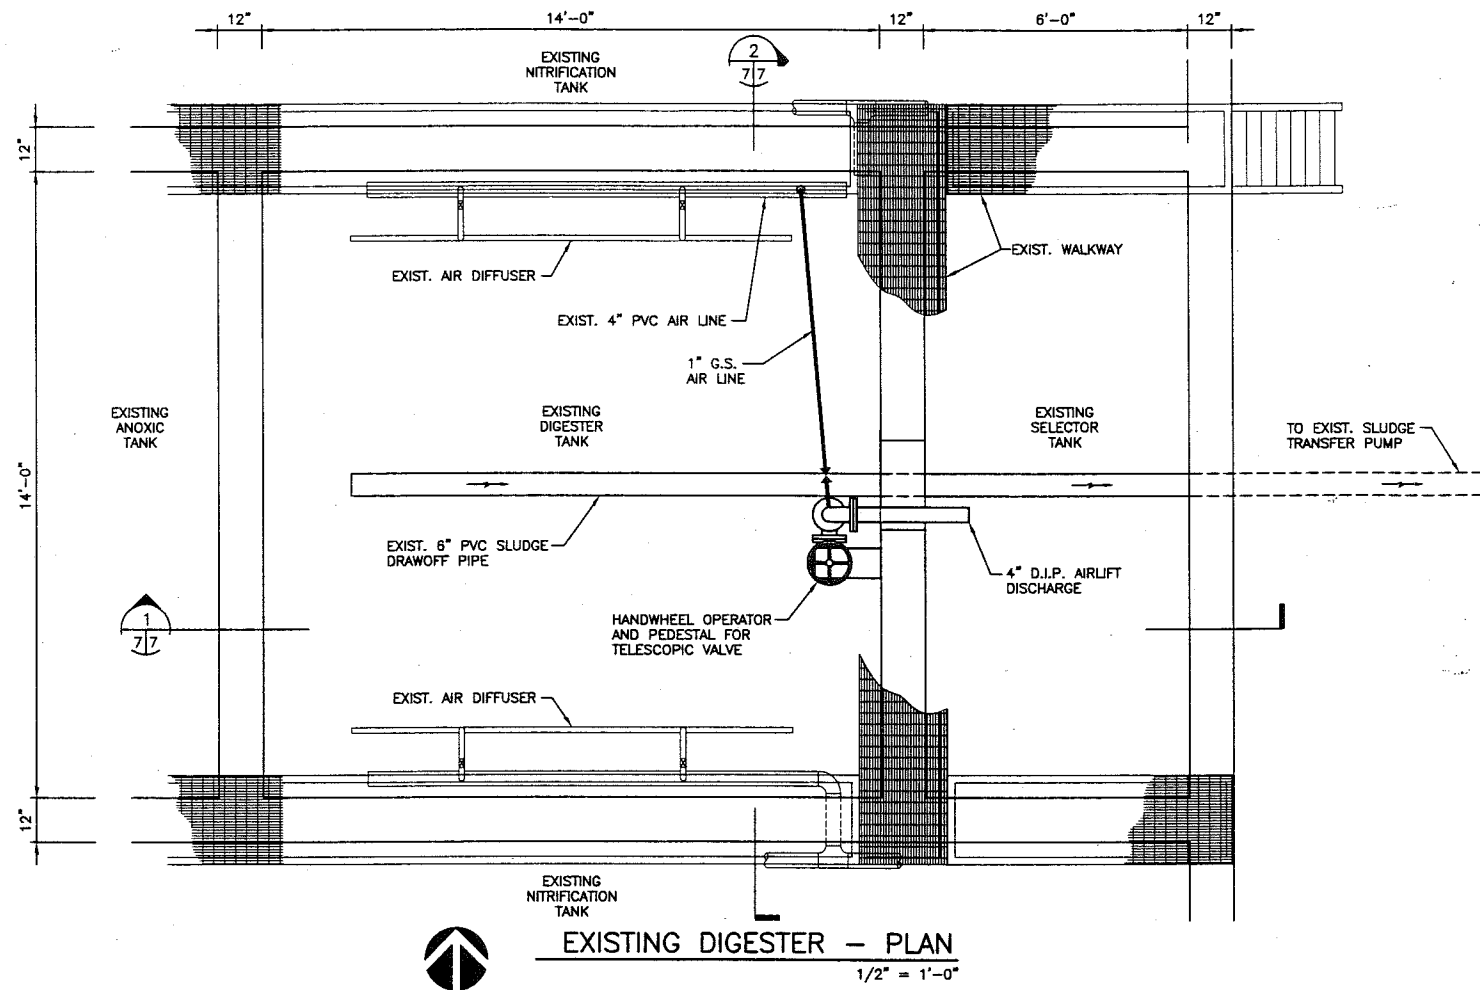 12"
14'-0"
12"
6'-0"
12"
EXISTING
NITRIFICATION
TANK
2
7 7
12"
EXIST. AIR DIFFUSER
EXIST. WALKWAY
EXIST. 4" PVC AIR LINE
1" G.S.
AIR LINE
EXISTING
ANOXIC
TANK
EXISTING
DIGESTER
TANK
EXISTING
SELECTOR
TANK
TO EXIST. SLUDGE
TRANSFER PUMP
14'-0"
EXIST. 6" PVC SLUDGE
DRAWOFF PIPE
4" D.I.P. AIRLIFT
DISCHARGE
1
7 7
HANDWHEEL OPERATOR
AND PEDESTAL FOR
TELESCOPIC VALVE
EXIST. AIR DIFFUSER
12"
EXISTING
NITRIFICATION
TANK
EXISTING DIGESTER – PLAN
1/2" = 1'-0"